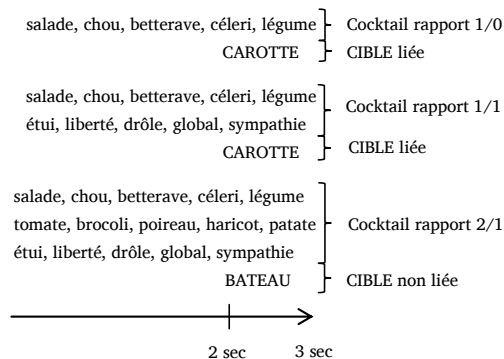 salade, chou, betterave, céleri, légume Cocktail rapport 1/0
CAROTTE CIBLE liée
salade, chou, betterave, céleri, légume
étui, liberté, drôle, global, sympathie
Cocktail rapport 1/1
CAROTTE CIBLE liée
salade, chou, betterave, céleri, légume
tomate, brocoli, poireau, haricot, patate
étui, liberté, drôle, global, sympathie
Cocktail rapport 2/1
BATEAU CIBLE non liée
2 sec 3 sec